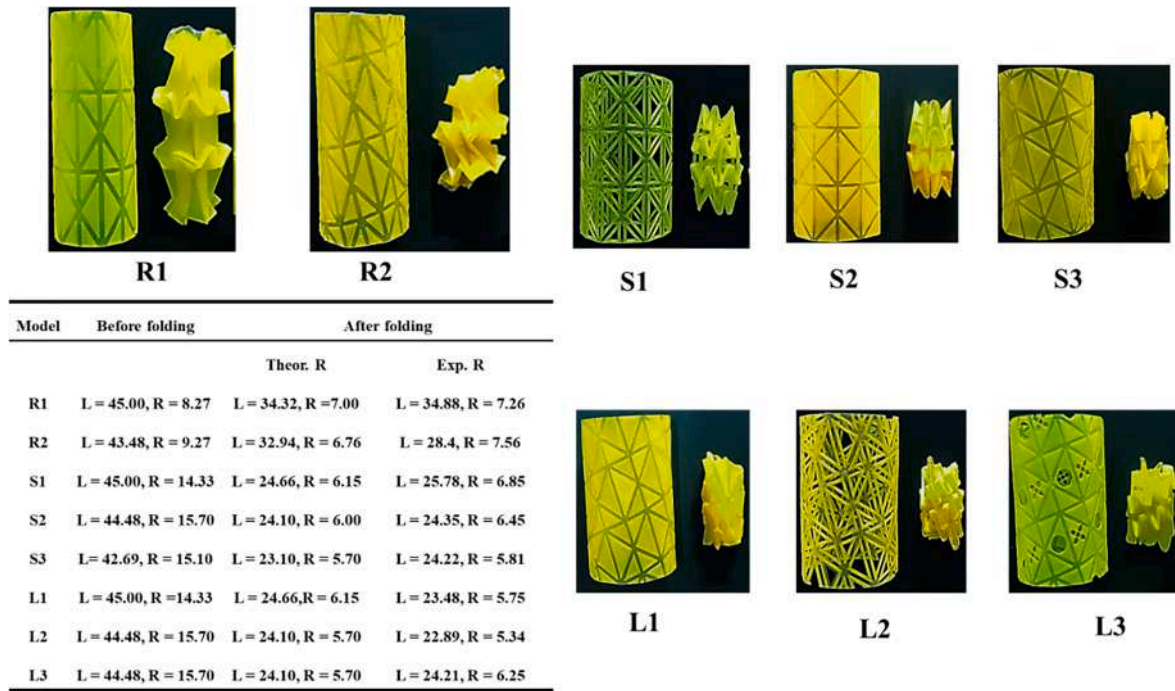 R1 R2
S1 S2 S3
Model Before folding After folding
Theor. R Exp. R
R1 L = 45.00, R = 8.27 L = 34.32, R =7.00 L = 34.88, R = 7.26
R2 L = 43.48, R = 9.27 L = 32.94, R = 6.76 L = 28.4, R = 7.56
S1 L = 45.00, R = 14.33 L = 24.66, R = 6.15 L = 25.78, R = 6.85
S2 L = 44.48, R = 15.70 L = 24.10, R = 6.00 L = 24.35, R = 6.45
S3 L= 42.69, R = 15.10 L = 23.10, R = 5.70 L = 24.22, R = 5.81
L1 L = 45.00, R =14.33 L = 24.66,R = 6.15 L = 23.48, R = 5.75
L2 L = 44.48, R = 15.70 L = 24.10, R = 5.70 L = 22.89, R = 5.34
L3 L = 44.48, R = 15.70 L = 24.10, R = 5.70 L = 24.21, R = 6.25
L1 L2 L3